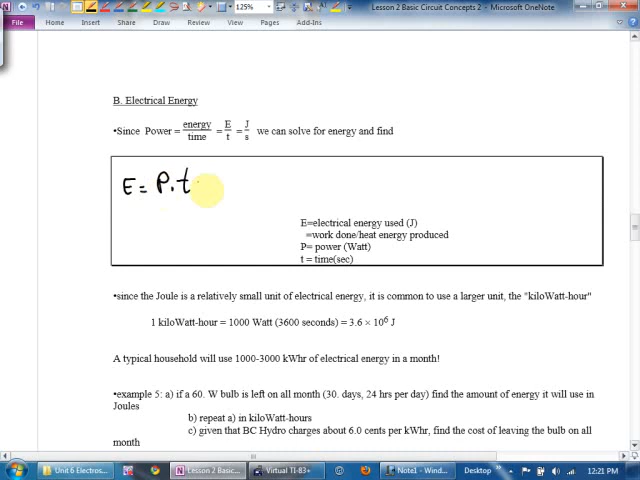 Lesson 2 Basic Circuit Concepts 2 - Microsoft OneNote
125%
File Home Insert Share Draw Review View Add-Ins
B. Electrical Energy
•Since Power = energy/time = E/t = J/s we can solve for energy and find
E = P.t
E=electrical energy used (J)
=work done/heat energy produced
P= power (Watt)
t = time(sec)
•since the Joule is a relatively small unit of electrical energy, it is common to use a larger unit, the "kiloWatt-hour"
1 kiloWatt-hour = 1000 Watt (3600 seconds) = 3.6 × 10⁶ J
A typical household will use 1000-3000 kWhr of electrical energy in a month!
•example 5: a) if a 60. W bulb is left on all month (30. days, 24 hrs per day) find the amount of energy it will use in
Joules
b) repeat a) in kiloWatt-hours
c) given that BC Hydro charges about 6.0 cents per kWhr, find the cost of leaving the bulb on all
month
Unit 6 Electros... Lesson 2 Basic... Virtual TI-83+ Note1 - Wind... Desktop » 12:21 PM